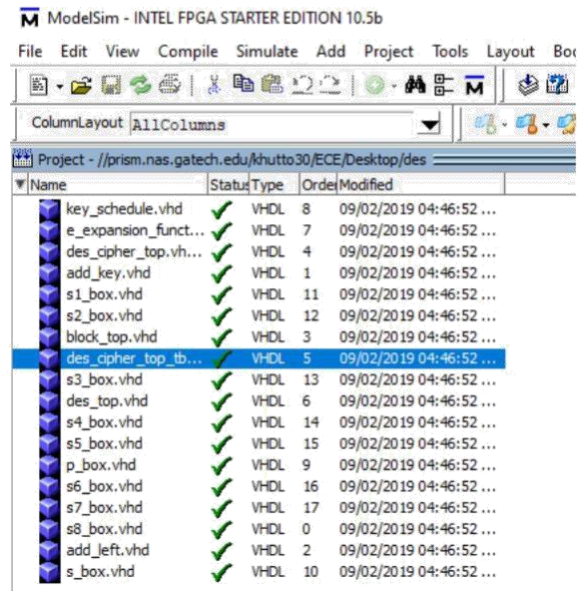 ModelSim - INTEL FPGA STARTER EDITION 10.5b
File Edit View Compile Simulate Add Project Tools Layout Boo
ColumnLayout AllColumns
Project - //prism.nas.gatech.edu/khutto30/ECE/Desktop/des
Name Status Type Order Modified
key_schedule.vhd VHDL 8 09/02/2019 04:46:52 ...
e_expansion_funct... VHDL 7 09/02/2019 04:46:52 ...
des_cipher_top.vh... VHDL 4 09/02/2019 04:46:52 ...
add_key.vhd VHDL 1 09/02/2019 04:46:52 ...
s1_box.vhd VHDL 11 09/02/2019 04:46:52 ...
s2_box.vhd VHDL 12 09/02/2019 04:46:52 ...
block_top.vhd VHDL 3 09/02/2019 04:46:52 ...
des_cipher_top_tb... VHDL 5 09/02/2019 04:46:52 ...
s3_box.vhd VHDL 13 09/02/2019 04:46:52 ...
des_top.vhd VHDL 6 09/02/2019 04:46:52 ...
s4_box.vhd VHDL 14 09/02/2019 04:46:52 ...
s5_box.vhd VHDL 15 09/02/2019 04:46:52 ...
p_box.vhd VHDL 9 09/02/2019 04:46:52 ...
s6_box.vhd VHDL 16 09/02/2019 04:46:52 ...
s7_box.vhd VHDL 17 09/02/2019 04:46:52 ...
s8_box.vhd VHDL 0 09/02/2019 04:46:52 ...
add_left.vhd VHDL 2 09/02/2019 04:46:52 ...
s_box.vhd VHDL 10 09/02/2019 04:46:52 ...